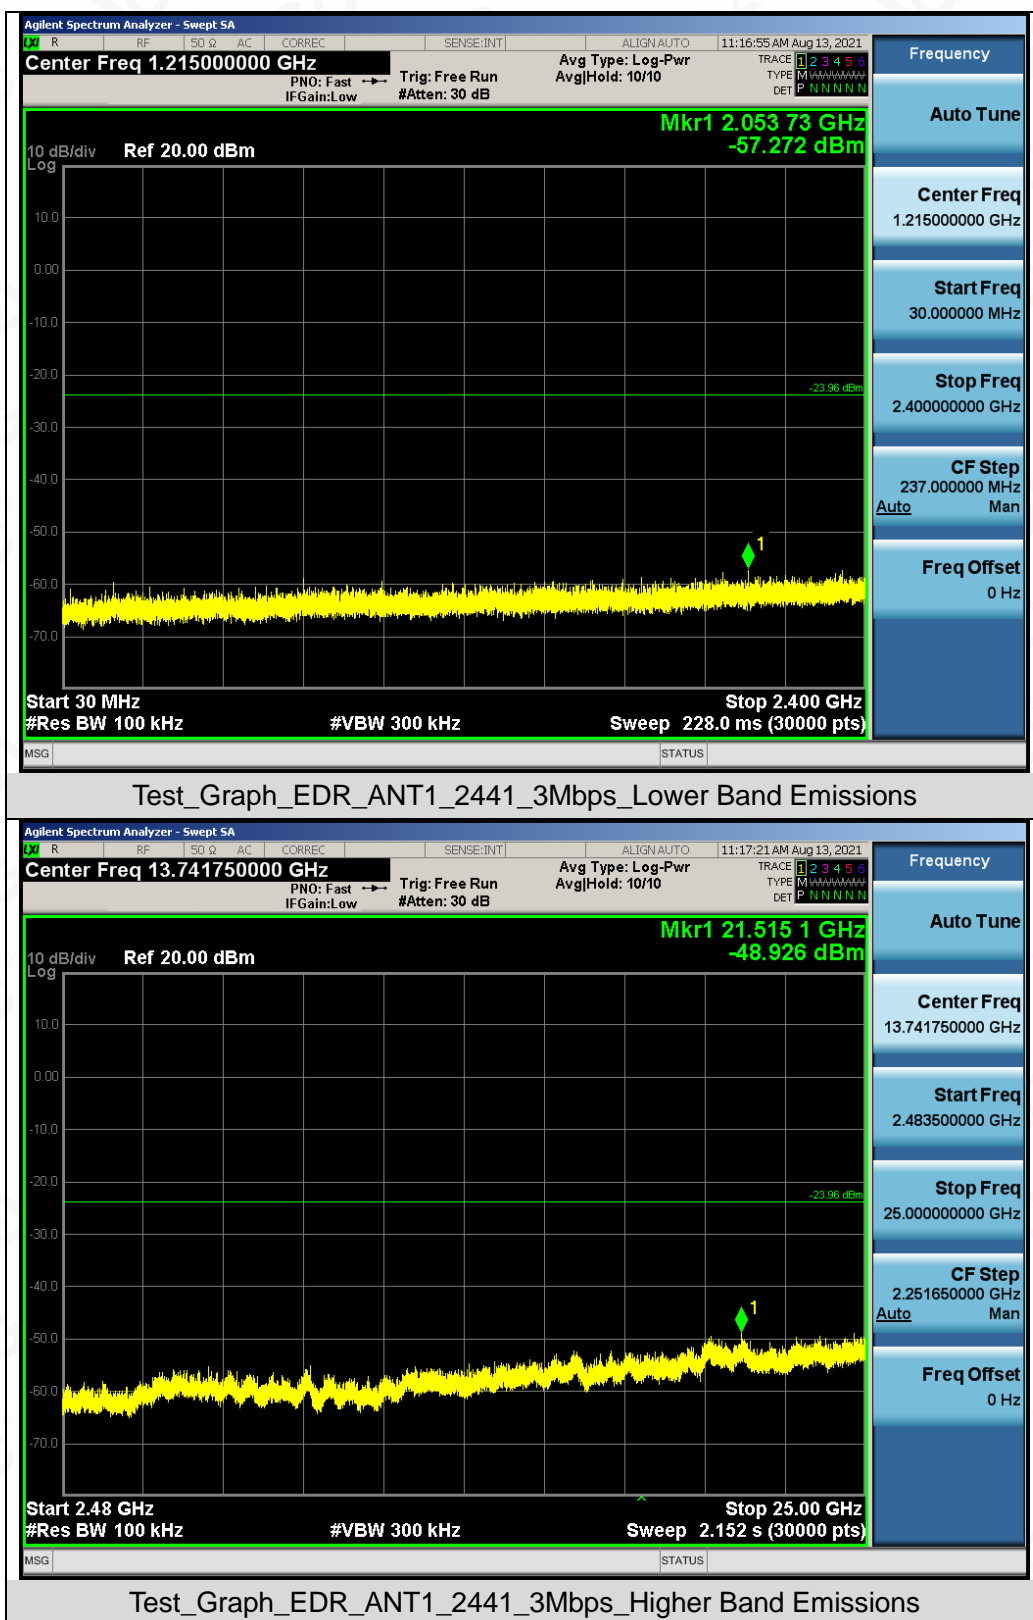 Agilent Spectrum Analyzer - Swept SA
LXI R RF 50 Ω AC CORREC SENSE:INT ALIGN AUTO 11:16:55 AM Aug 13, 2021
Center Freq 1.215000000 GHz
PNO: Fast Trig: Free Run Avg Type: Log-Pwr TRACE 1 2 3 4 5 6
IFGain:Low #Atten: 30 dB Avg|Hold: 10/10 TYPE M WWWWW
DET P N N N N N
Mkr1 2.053 73 GHz
-57.272 dBm
10 dB/div Ref 20.00 dBm
Log
10.0
0.00
-10.0
-20.0
-23.96 dBm
-30.0
-40.0
-50.0
1
-60.0
-70.0
Start 30 MHz Stop 2.400 GHz
#Res BW 100 kHz #VBW 300 kHz Sweep 228.0 ms (30000 pts)
MSG STATUS
Frequency
Auto Tune
Center Freq
1.215000000 GHz
Start Freq
30.000000 MHz
Stop Freq
2.400000000 GHz
CF Step
237.000000 MHz
Auto Man
Freq Offset
0 Hz
Test_Graph_EDR_ANT1_2441_3Mbps_Lower Band Emissions
Agilent Spectrum Analyzer - Swept SA
LXI R RF 50 Ω AC CORREC SENSE:INT ALIGN AUTO 11:17:21 AM Aug 13, 2021
Center Freq 13.741750000 GHz
PNO: Fast Trig: Free Run Avg Type: Log-Pwr TRACE 1 2 3 4 5 6
IFGain:Low #Atten: 30 dB Avg|Hold: 10/10 TYPE M WWWWW
DET P N N N N N
Mkr1 21.515 1 GHz
-48.926 dBm
10 dB/div Ref 20.00 dBm
Log
10.0
0.00
-10.0
-20.0
-23.96 dBm
-30.0
-40.0
1
-50.0
-60.0
-70.0
Start 2.48 GHz Stop 25.00 GHz
#Res BW 100 kHz #VBW 300 kHz Sweep 2.152 s (30000 pts)
MSG STATUS
Frequency
Auto Tune
Center Freq
13.741750000 GHz
Start Freq
2.483500000 GHz
Stop Freq
25.000000000 GHz
CF Step
2.251650000 GHz
Auto Man
Freq Offset
0 Hz
Test_Graph_EDR_ANT1_2441_3Mbps_Higher Band Emissions